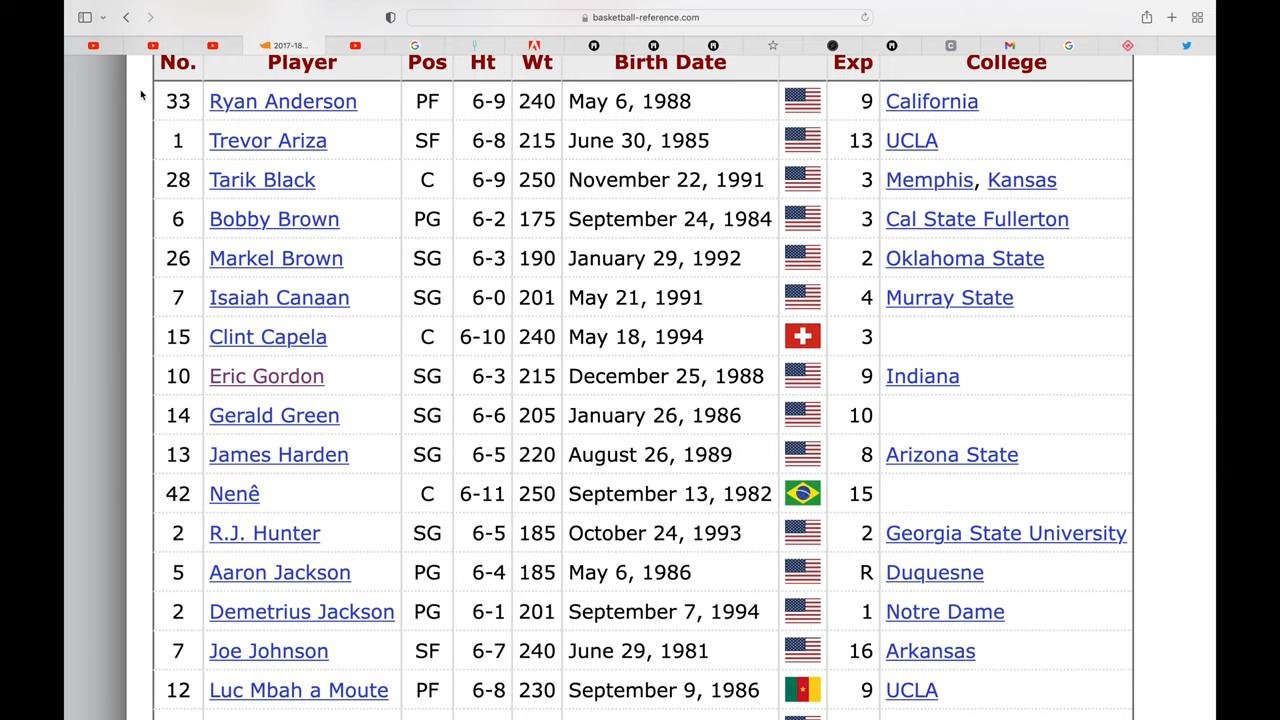 basketball-reference.com
2017-18...
No. Player Pos Ht Wt Birth Date Exp College
33 Ryan Anderson PF 6-9 240 May 6, 1988 9 California
1 Trevor Ariza SF 6-8 215 June 30, 1985 13 UCLA
28 Tarik Black C 6-9 250 November 22, 1991 3 Memphis, Kansas
6 Bobby Brown PG 6-2 175 September 24, 1984 3 Cal State Fullerton
26 Markel Brown SG 6-3 190 January 29, 1992 2 Oklahoma State
7 Isaiah Canaan SG 6-0 201 May 21, 1991 4 Murray State
15 Clint Capela C 6-10 240 May 18, 1994 3
10 Eric Gordon SG 6-3 215 December 25, 1988 9 Indiana
14 Gerald Green SG 6-6 205 January 26, 1986 10
13 James Harden SG 6-5 220 August 26, 1989 8 Arizona State
42 Nenê C 6-11 250 September 13, 1982 15
2 R.J. Hunter SG 6-5 185 October 24, 1993 2 Georgia State University
5 Aaron Jackson PG 6-4 185 May 6, 1986 R Duquesne
2 Demetrius Jackson PG 6-1 201 September 7, 1994 1 Notre Dame
7 Joe Johnson SF 6-7 240 June 29, 1981 16 Arkansas
12 Luc Mbah a Moute PF 6-8 230 September 9, 1986 9 UCLA